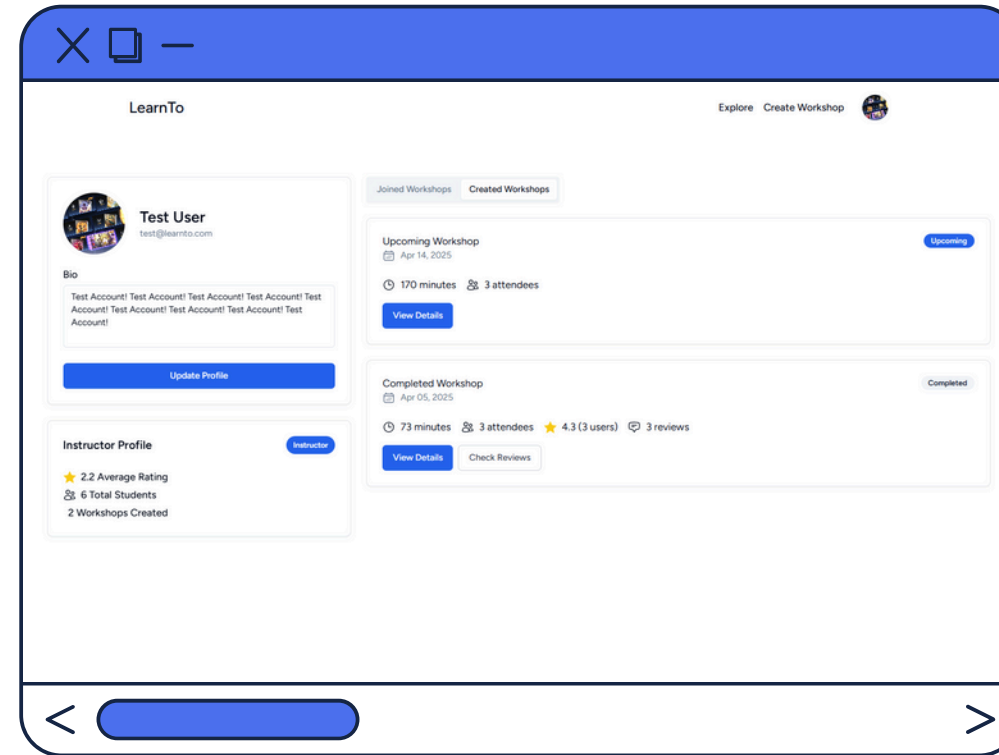 LearnTo
Explore Create Workshop
Test User
test@learnto.com
Bio
Test Account! Test Account! Test Account! Test Account! Test
Account! Test Account! Test Account! Test Account! Test
Account!
Update Profile
Instructor Profile Instructor
2.2 Average Rating
6 Total Students
2 Workshops Created
Joined Workshops Created Workshops
Upcoming Workshop Upcoming
Apr 14, 2025
170 minutes 3 attendees
View Details
Completed Workshop Completed
Apr 05, 2025
73 minutes 3 attendees 4.3 (3 users) 3 reviews
View Details Check Reviews